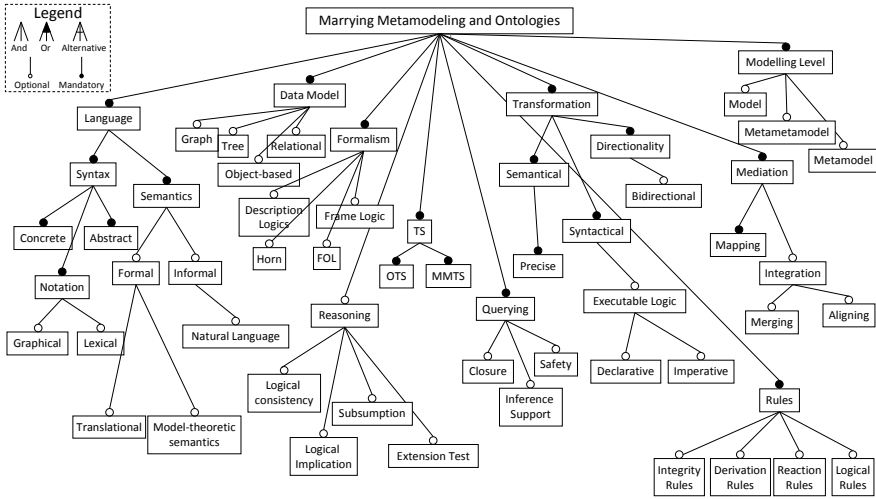 Legend
And Or Alternative
Optional Mandatory
Marrying Metamodeling and Ontologies
Modelling Level
Model
Metametamodel
Metamodel
Data Model
Graph
Tree
Relational
Object-based
Transformation
Directionality
Bidirectional
Semantical
Precise
Syntactical
Executable Logic
Declarative
Imperative
Language
Syntax
Semantics
Concrete
Abstract
Notation
Graphical
Lexical
Formal
Informal
Natural Language
Translational
Model-theoretic
semantics
Formalism
Description
Logics
Frame Logic
Horn
FOL
TS
OTS
MMTS
Reasoning
Logical
consistency
Subsumption
Logical
Implication
Extension Test
Querying
Closure
Safety
Inference
Support
Mediation
Mapping
Integration
Merging
Aligning
Rules
Integrity
Rules
Derivation
Rules
Reaction
Rules
Logical
Rules